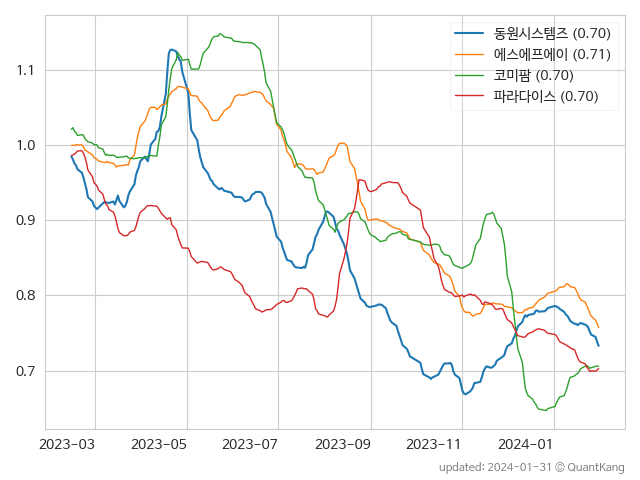 동원시스템즈 (0.70)
에스에프에이 (0.71)
코미팜 (0.70)
파라다이스 (0.70)
1.1
1.0
0.9
0.8
0.7
2023-03 2023-05 2023-07 2023-09 2023-11 2024-01
updated: 2024-01-31 © QuantKang